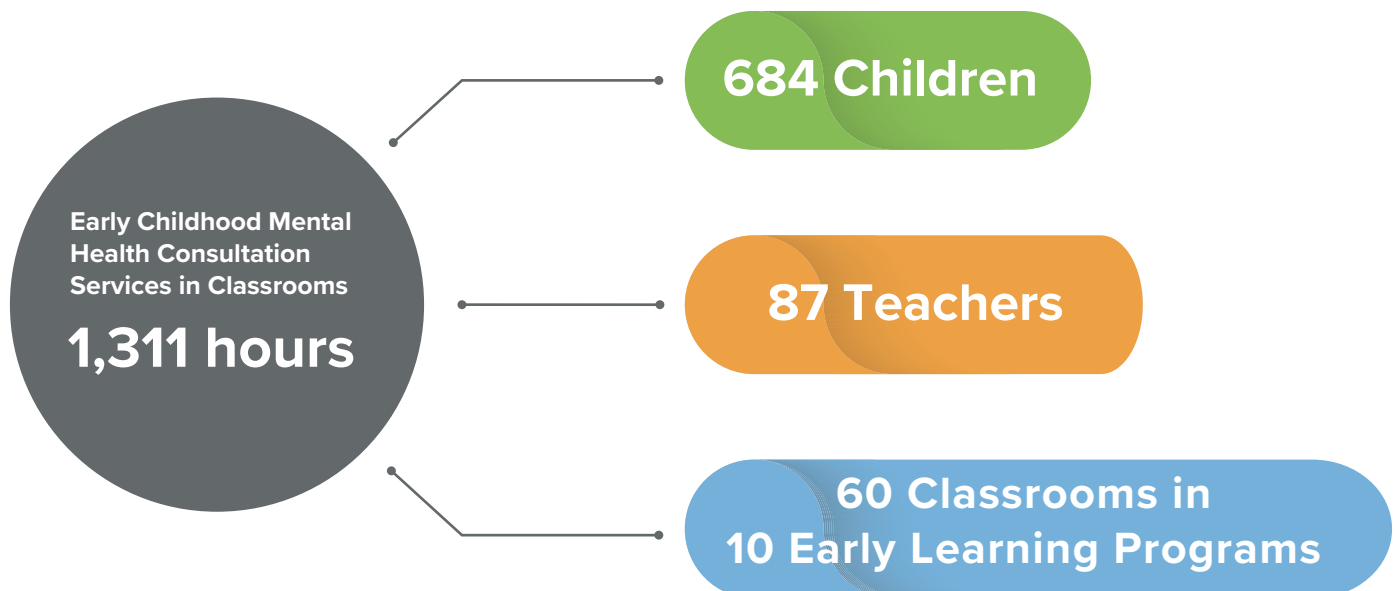 Early Childhood Mental
Health Consultation
Services in Classrooms
1,311 hours
684 Children
87 Teachers
60 Classrooms in
10 Early Learning Programs